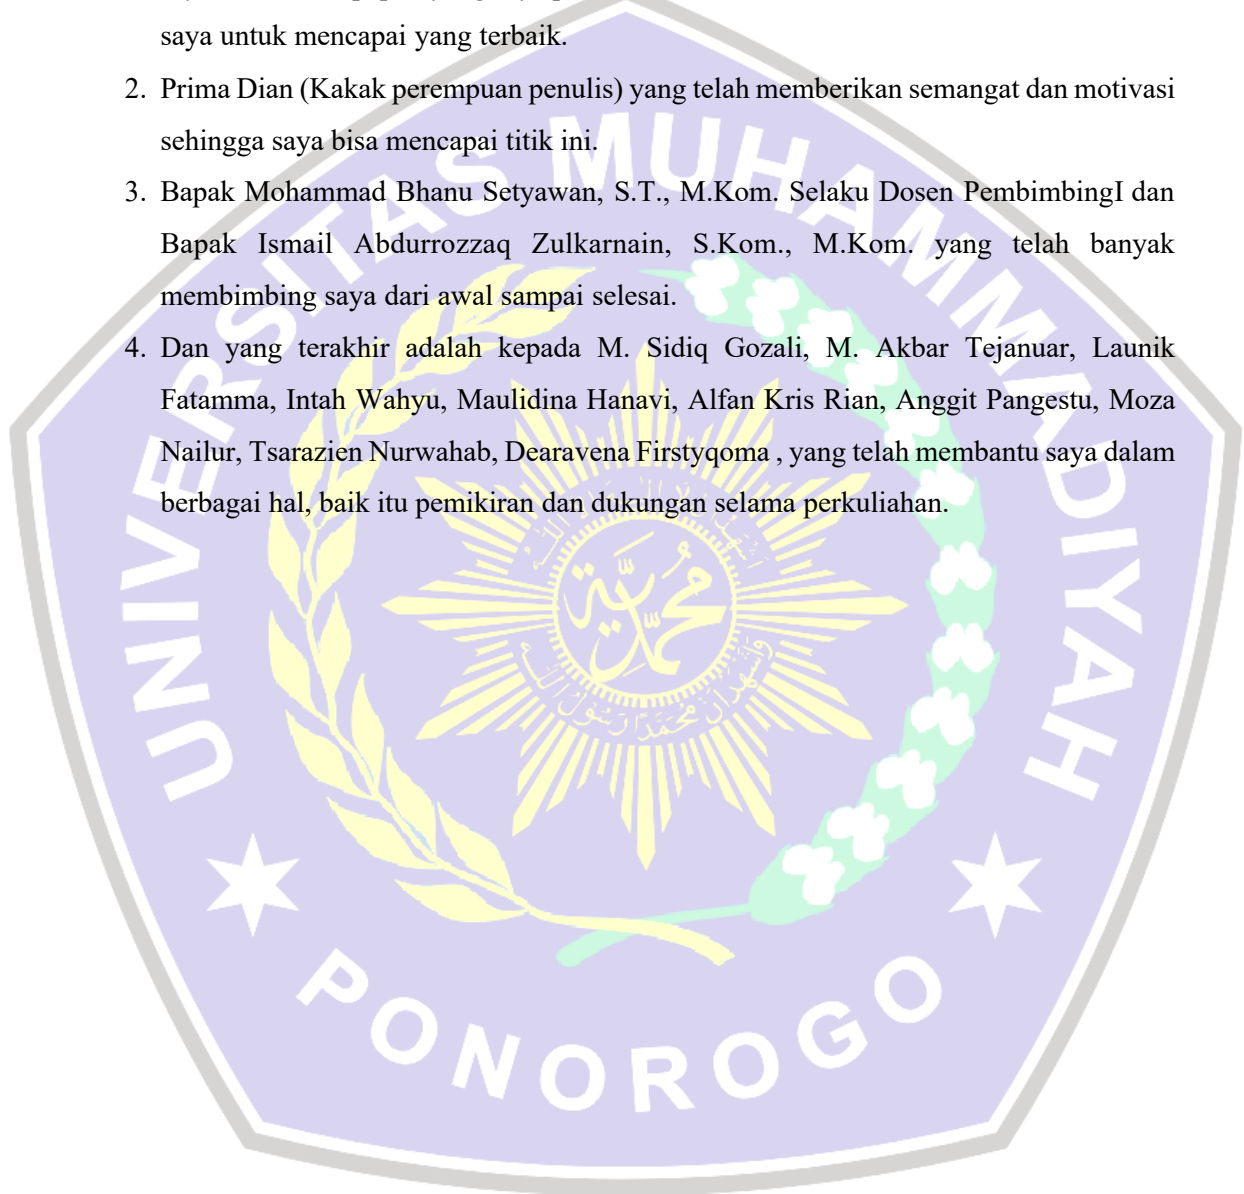 saya untuk mencapai yang terbaik.
2. Prima Dian (Kakak perempuan penulis) yang telah memberikan semangat dan motivasi
sehingga saya bisa mencapai titik ini.
3. Bapak Mohammad Bhanu Setyawan, S.T., M.Kom. Selaku Dosen PembimbingI dan
Bapak Ismail Abdurrozzaq Zulkarnain, S.Kom., M.Kom. yang telah banyak
membimbing saya dari awal sampai selesai.
4. Dan yang terakhir adalah kepada M. Sidiq Gozali, M. Akbar Tejanuar, Launik
Fatamma, Intah Wahyu, Maulidina Hanavi, Alfan Kris Rian, Anggit Pangestu, Moza
Nailur, Tsarazien Nurwahab, Dearavena Firstyqoma , yang telah membantu saya dalam
berbagai hal, baik itu pemikiran dan dukungan selama perkuliahan.
UNIVERSITAS MUHAMMADIYAH
PONOROGO
محمدية